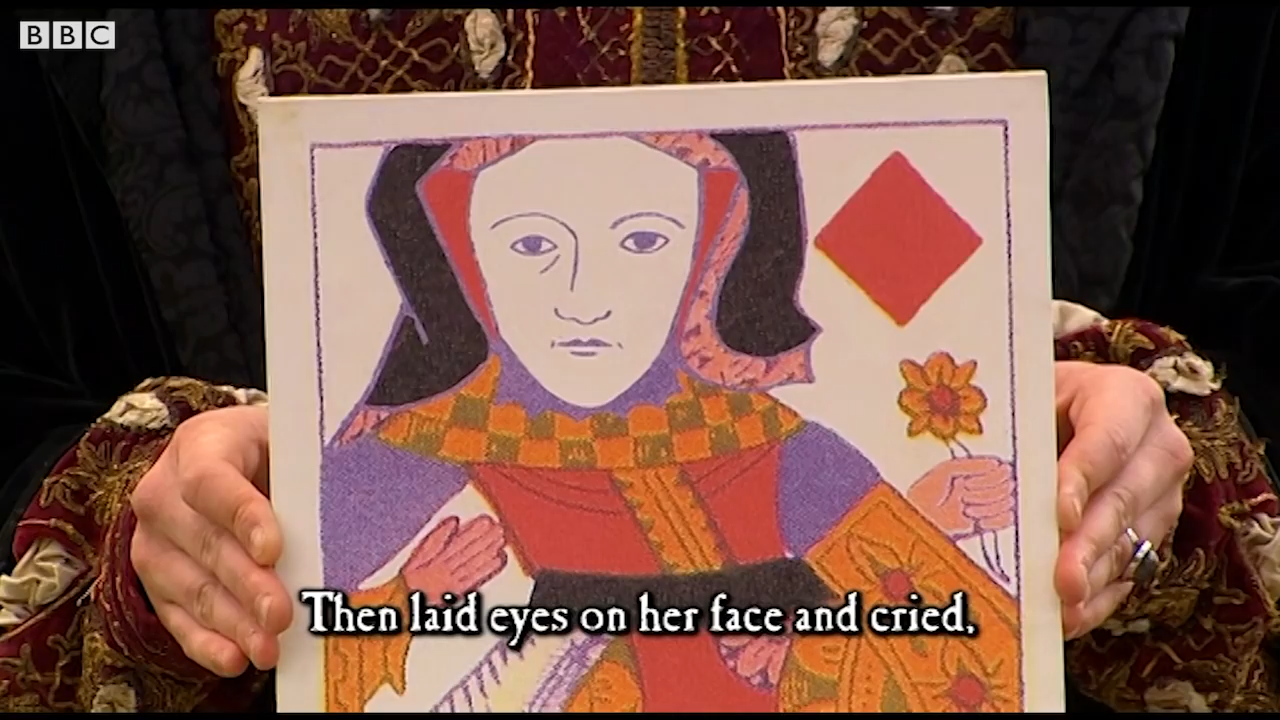 BBC
Then laid eyes on her face and cried,